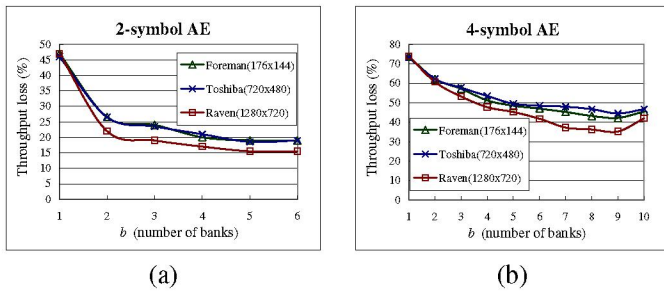 2-symbol AE
Throughput loss (%)
50
45
40
35
30
25
20
15
10
5
0
Foreman(176x144)
Toshiba(720x480)
Raven(1280x720)
1 2 3 4 5 6
b (number of banks)
(a)
4-symbol AE
Throughput loss (%)
80
70
60
50
40
30
20
10
0
Foreman(176x144)
Toshiba(720x480)
Raven(1280x720)
1 2 3 4 5 6 7 8 9 10
b (number of banks)
(b)